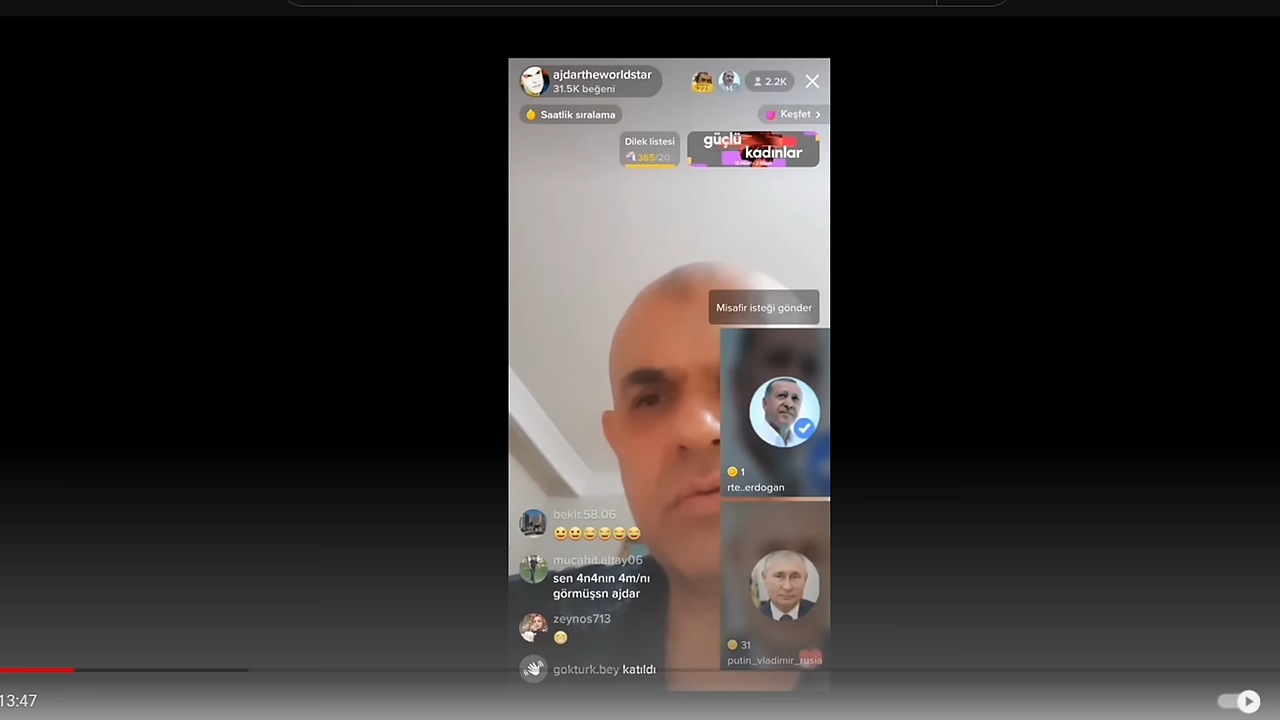 ajdartheworldstar
31.5K beğeni
2.2K
Saatlik sıralama
Keşfet
Dilek listesi
385/20
güçlü
kadınlar
Misafir isteği gönder
1
rte..erdogan
bekir.58.06
mucahit.altay06
sen 4n4nın 4m/nı
görmüşsn ajdar
zeynos713
31
putin_vladimir_rusia
gokturk.bey katıldı
13:47